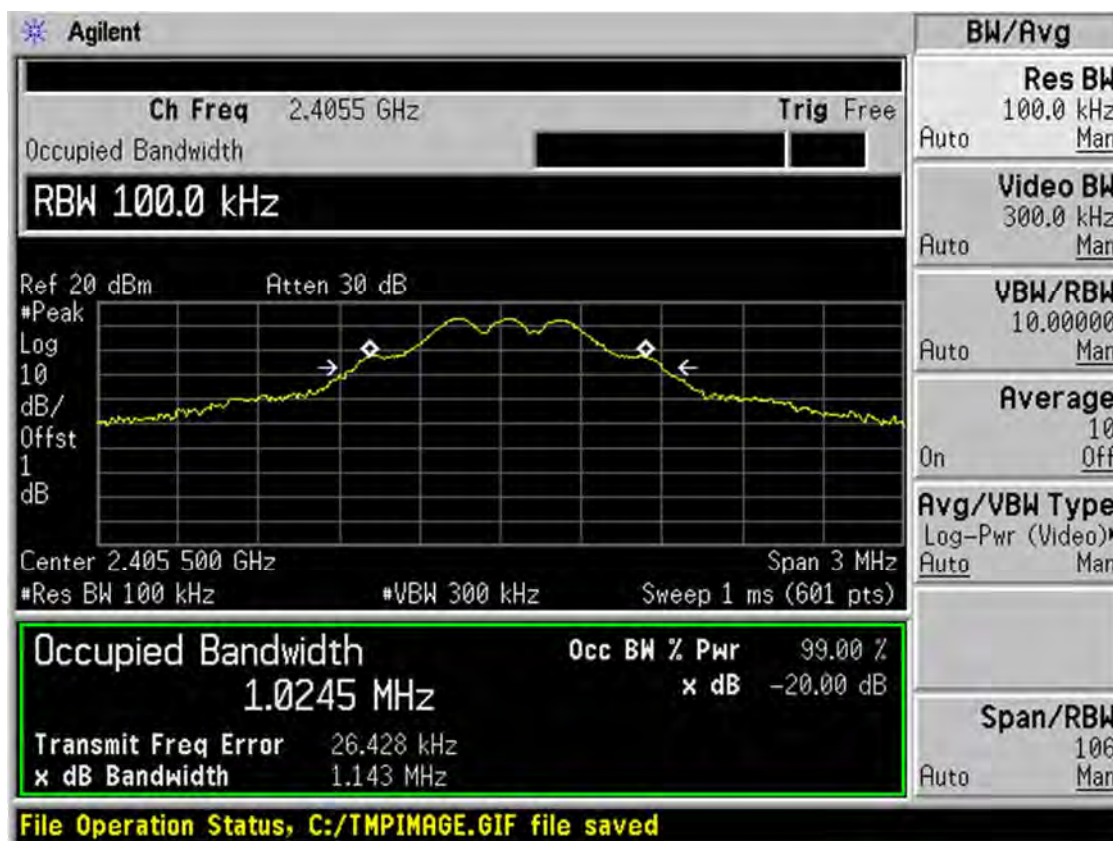 Agilent
BW/Avg
Ch Freq 2.4055 GHz Trig Free
Occupied Bandwidth
RBW 100.0 kHz
Ref 20 dBm Atten 30 dB
#Peak
Log
10
dB/
Offst
1
dB
Center 2.405 500 GHz Span 3 MHz
#Res BW 100 kHz #VBW 300 kHz Sweep 1 ms (601 pts)
Occupied Bandwidth
1.0245 MHz
Occ BW % Pwr 99.00 %
x dB -20.00 dB
Transmit Freq Error 26.428 kHz
x dB Bandwidth 1.143 MHz
Res BW
100.0 kHz
Auto Man
Video BW
300.0 kHz
Auto Man
VBW/RBW
10.00000
Auto Man
Average
10
On Off
Avg/VBW Type
Log-Pwr (Video)
Auto Man
Span/RBW
106
Auto Man
File Operation Status, C:/TMPIMAGE.GIF file saved